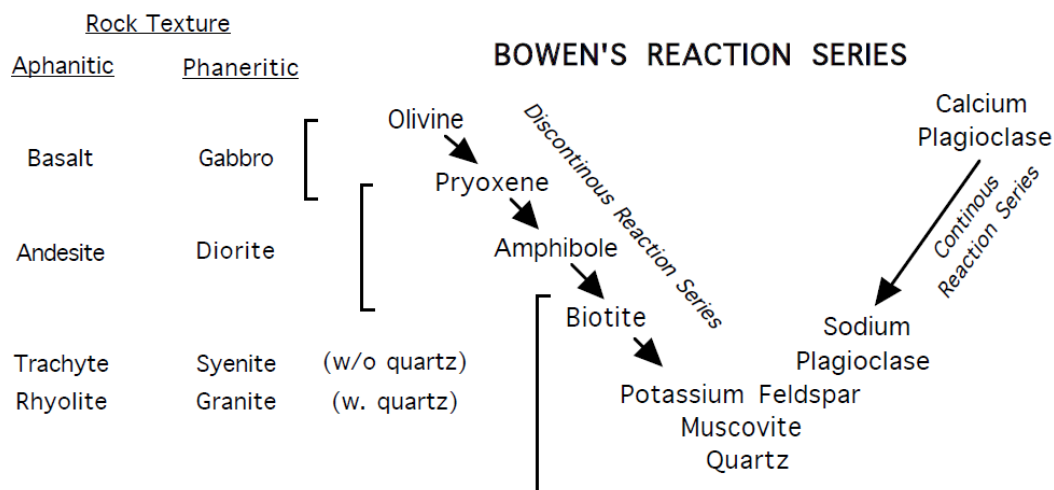 Rock Texture
Aphanitic Phaneritic
BOWEN'S REACTION SERIES
Basalt Gabbro
Andesite Diorite
Trachyte Syenite (w/o quartz)
Rhyolite Granite (w. quartz)
Olivine
Pryoxene
Amphibole
Biotite
Discontinous Reaction Series
Calcium
Plagioclase
Continous
Reaction Series
Sodium
Plagioclase
Potassium Feldspar
Muscovite
Quartz